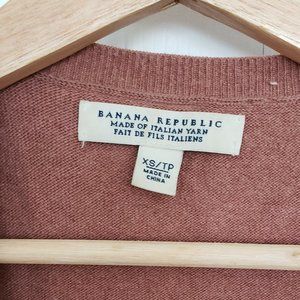 BANANA REPUBLIC
MADE OF ITALIAN YARN
FAIT DE FILS ITALIENS
XS/TP
MADE IN
CHINA